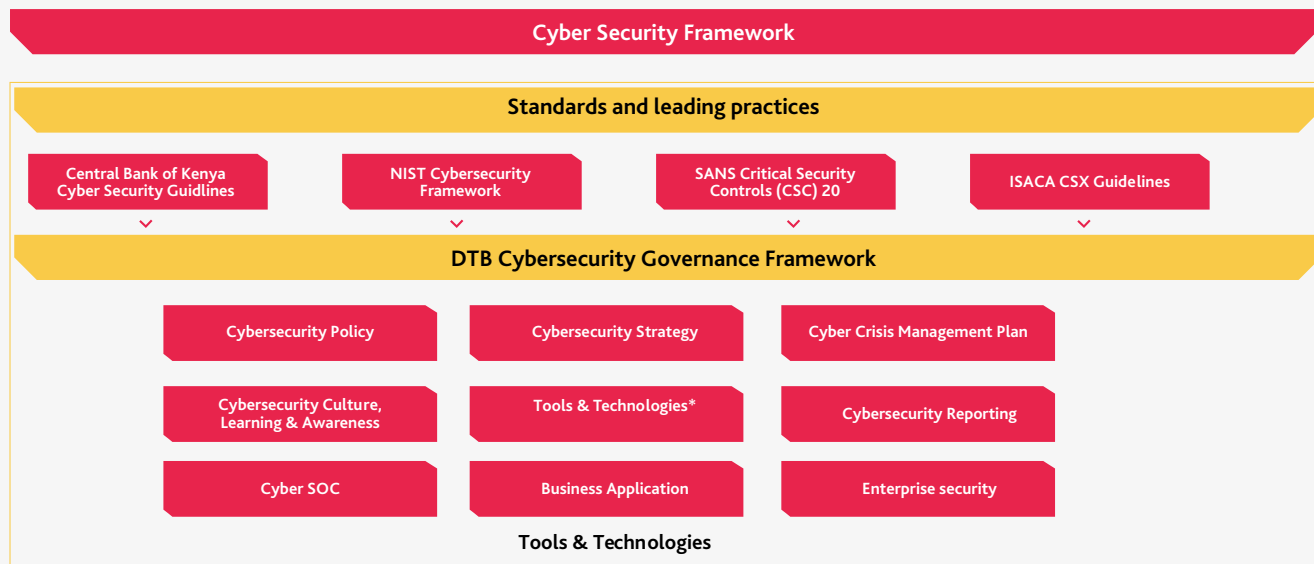 Cyber Security Framework
Standards and leading practices
Central Bank of Kenya
Cyber Security Guidlines
NIST Cybersecurity
Framework
SANS Critical Security
Controls (CSC) 20
ISACA CSX Guidelines
DTB Cybersecurity Governance Framework
Cybersecurity Policy
Cybersecurity Strategy
Cyber Crisis Management Plan
Cybersecurity Culture,
Learning & Awareness
Tools & Technologies*
Cybersecurity Reporting
Cyber SOC
Business Application
Enterprise security
Tools & Technologies